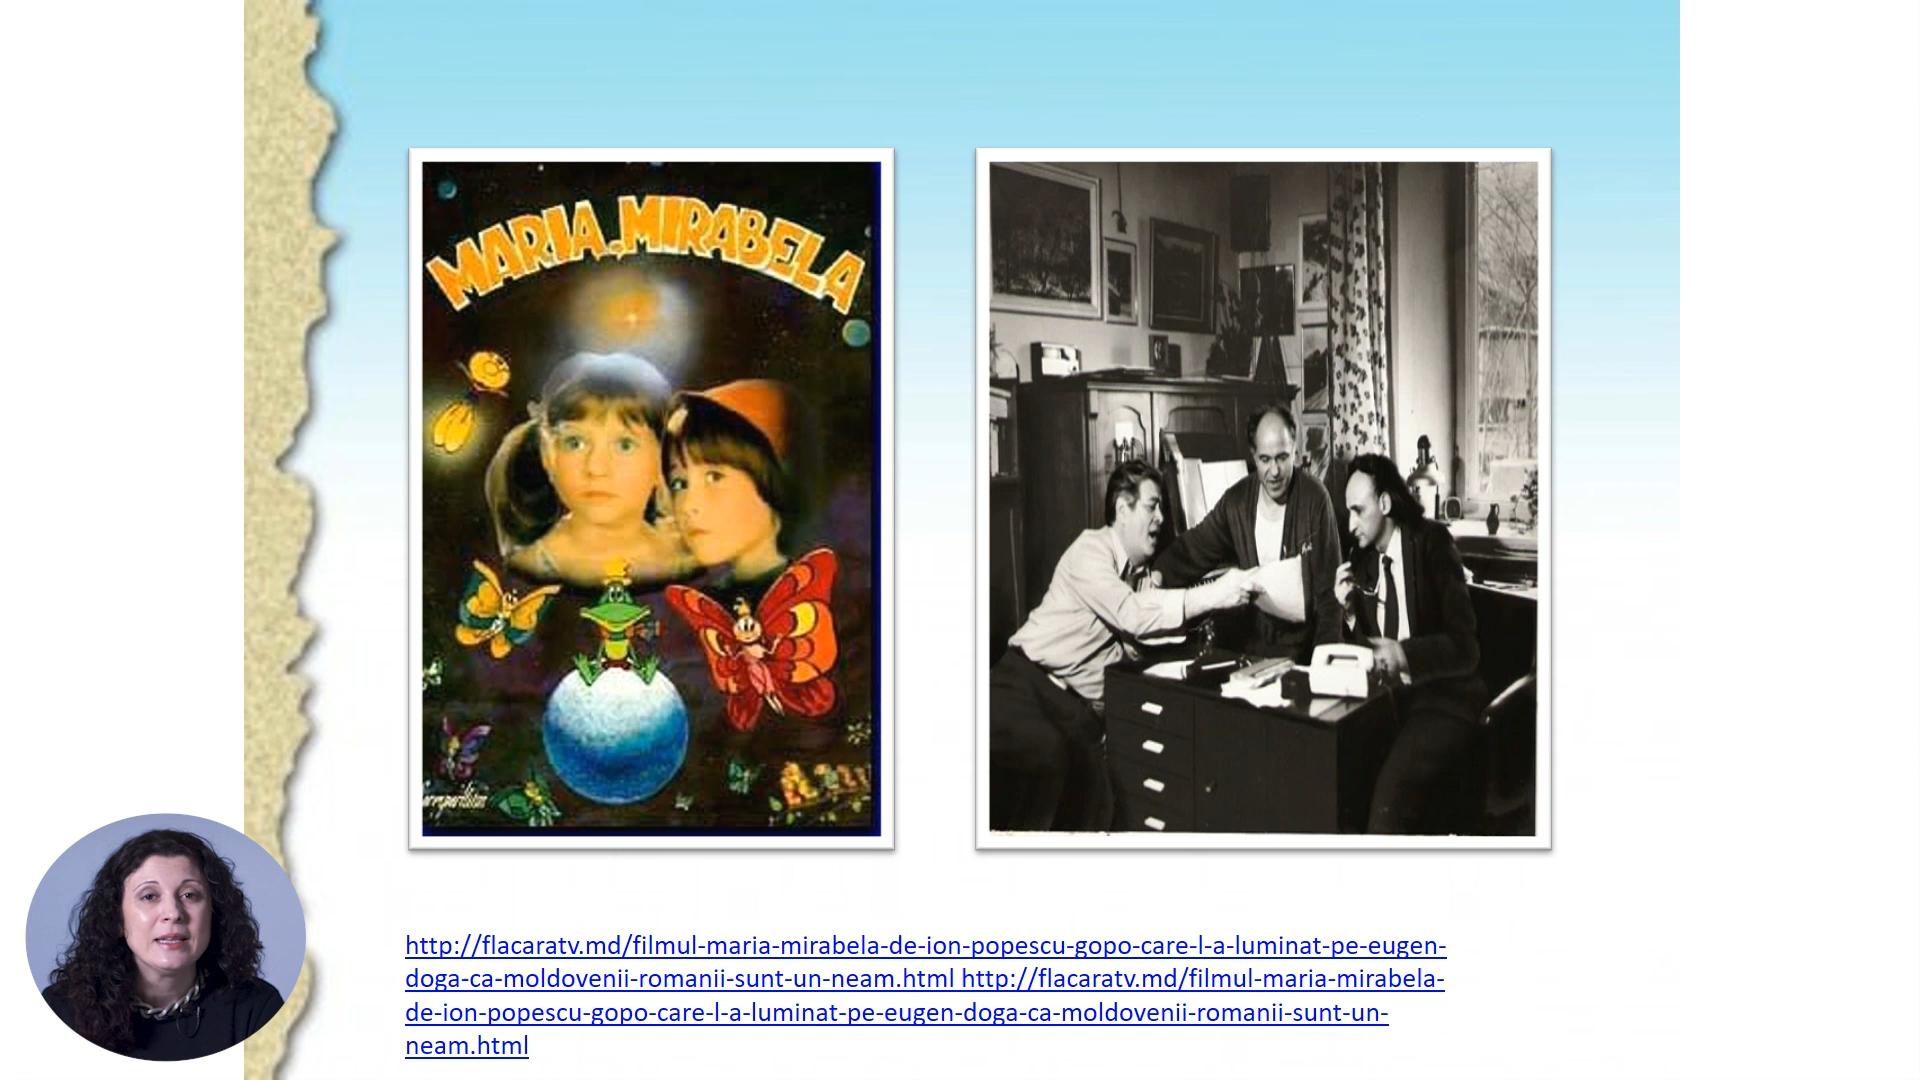 MARIA, MIRABELA
http://flacaratv.md/filmul-maria-mirabela-de-ion-popescu-gopo-care-l-a-luminat-pe-eugen-
doga-ca-moldovenii-romanii-sunt-un-neam.html http://flacaratv.md/filmul-maria-mirabela-
de-ion-popescu-gopo-care-l-a-luminat-pe-eugen-doga-ca-moldovenii-romanii-sunt-un-
neam.html